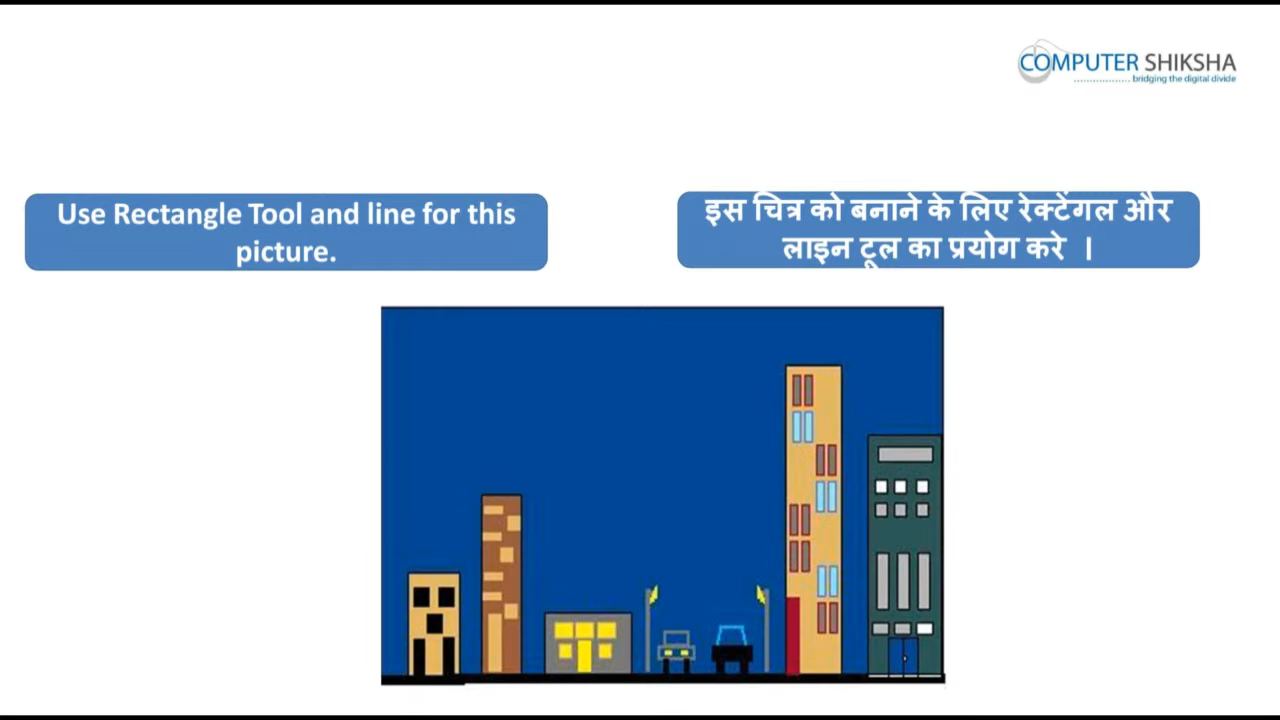 COMPUTER SHIKSHA
bridging the digital divide
Use Rectangle Tool and line for this
picture.
इस चित्र को बनाने के लिए रेक्टेंगल और
लाइन टूल का प्रयोग करे ।